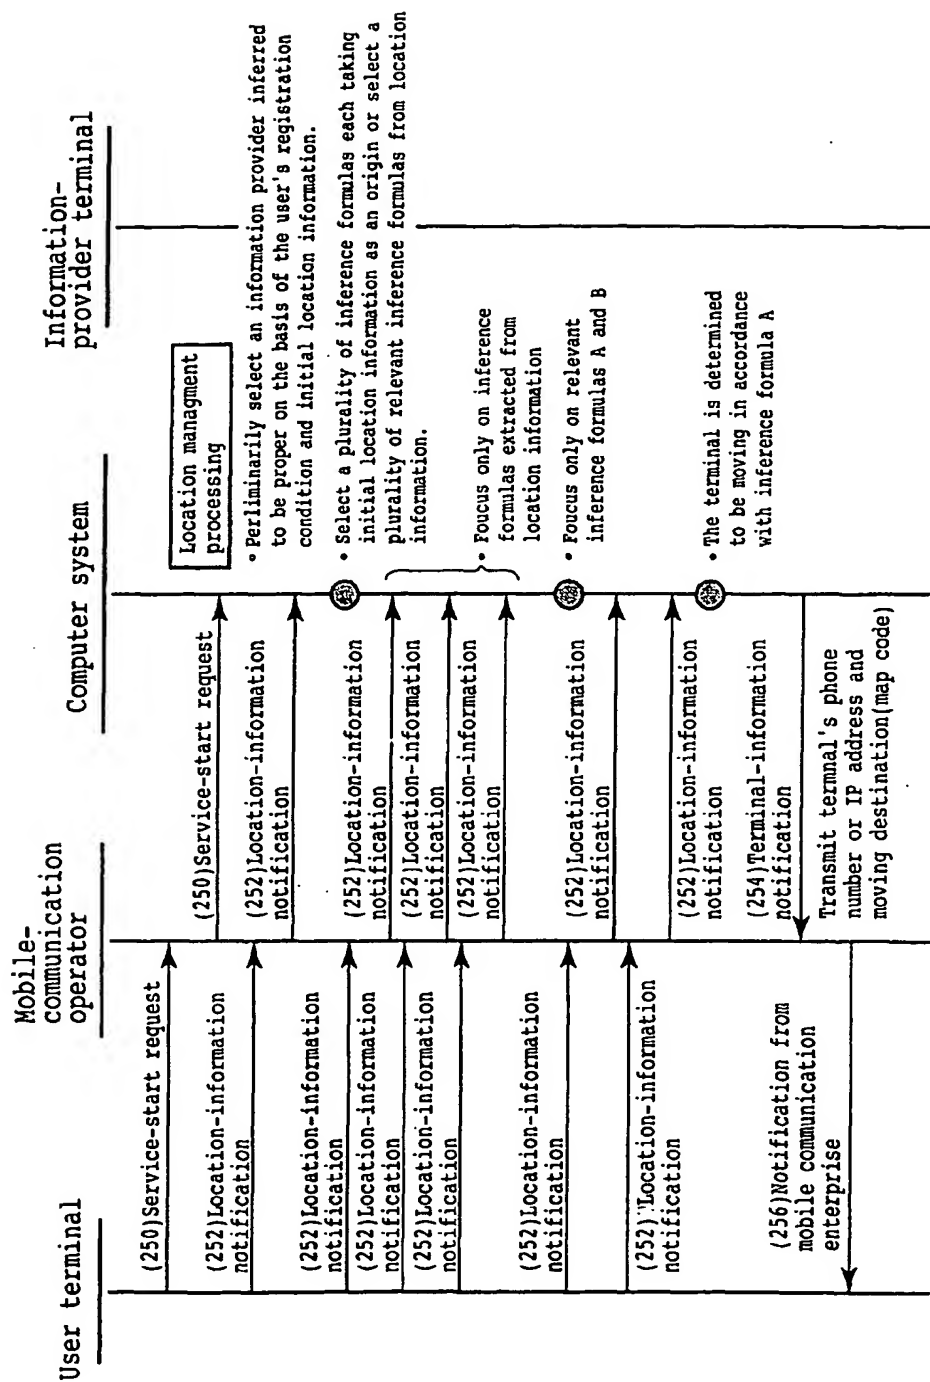 User terminal
Mobile-
communication
operator
Computer system
Information-
provider terminal
(250)Service-start request
(252)Location-information
notification
(252)Location-information
notification
(252)Location-information
notification
(252)Location-information
notification
(252)Location-information
notification
(252)"Location-information
notification
(256)Notification from
mobile communication
enterprise
(250)Service-start request
(252)Location-information
notification
(252)Location-information
notification
(252)Location-information
notification
(252)Location-information
notification
(252)Location-information
notification
(252)Location-information
notification
(254)Terminal-information
notification
Transmit termnal's phone
number or IP address and
moving destination(map code)
Location managment
processing
• Perliminarily select an information provider inferred
to be proper on the basis of the user's registration
condition and initial location information.
• Select a plurality of inference formulas each taking
initial location information as an origin or select a
plurality of relevant inference formulas from location
information.
• Foucus only on inference
formulas extracted from
location information
• Foucus only on relevant
inference formulas A and B
• The terminal is determined
to be moving in accordance
with inference formula A